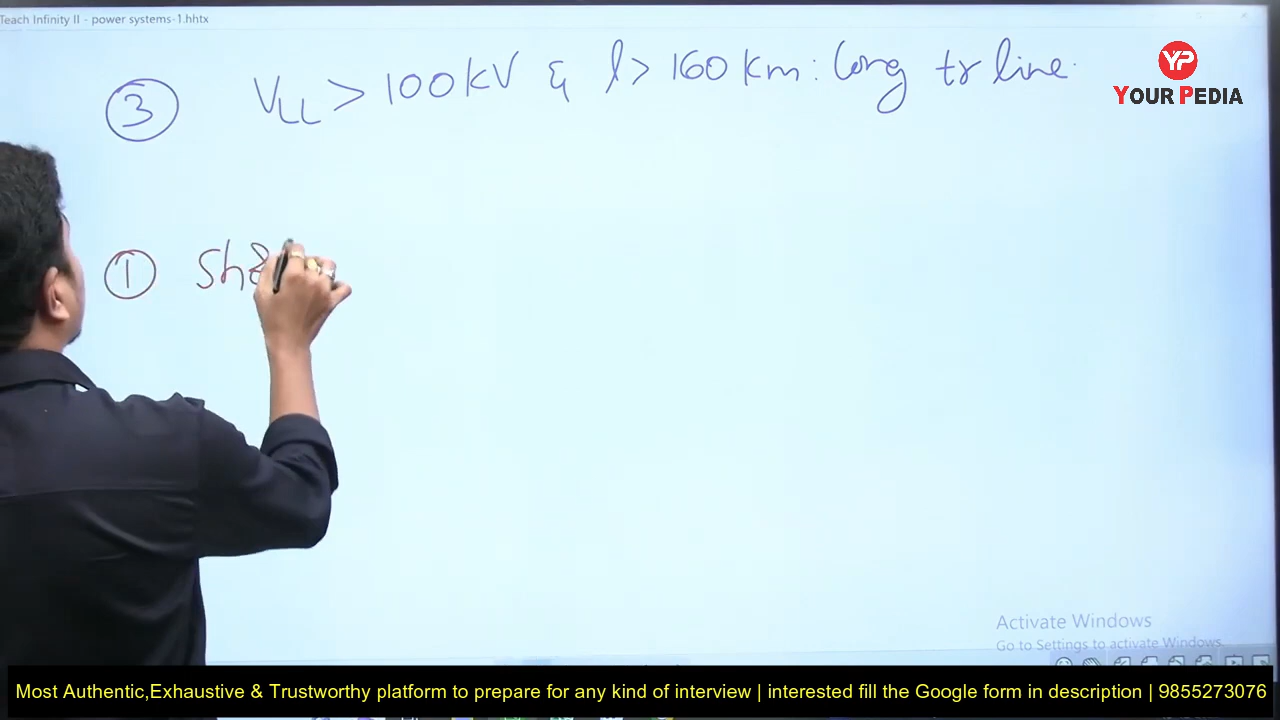 Teach Infinity II - power systems-1.hhtx
③ VLL > 100 kV & l > 160 Km : long tr line.
YP
YOUR PEDIA
①
Activate Windows
Go to Settings to activate Windows.
Most Authentic,Exhaustive & Trustworthy platform to prepare for any kind of interview | interested fill the Google form in description | 9855273076